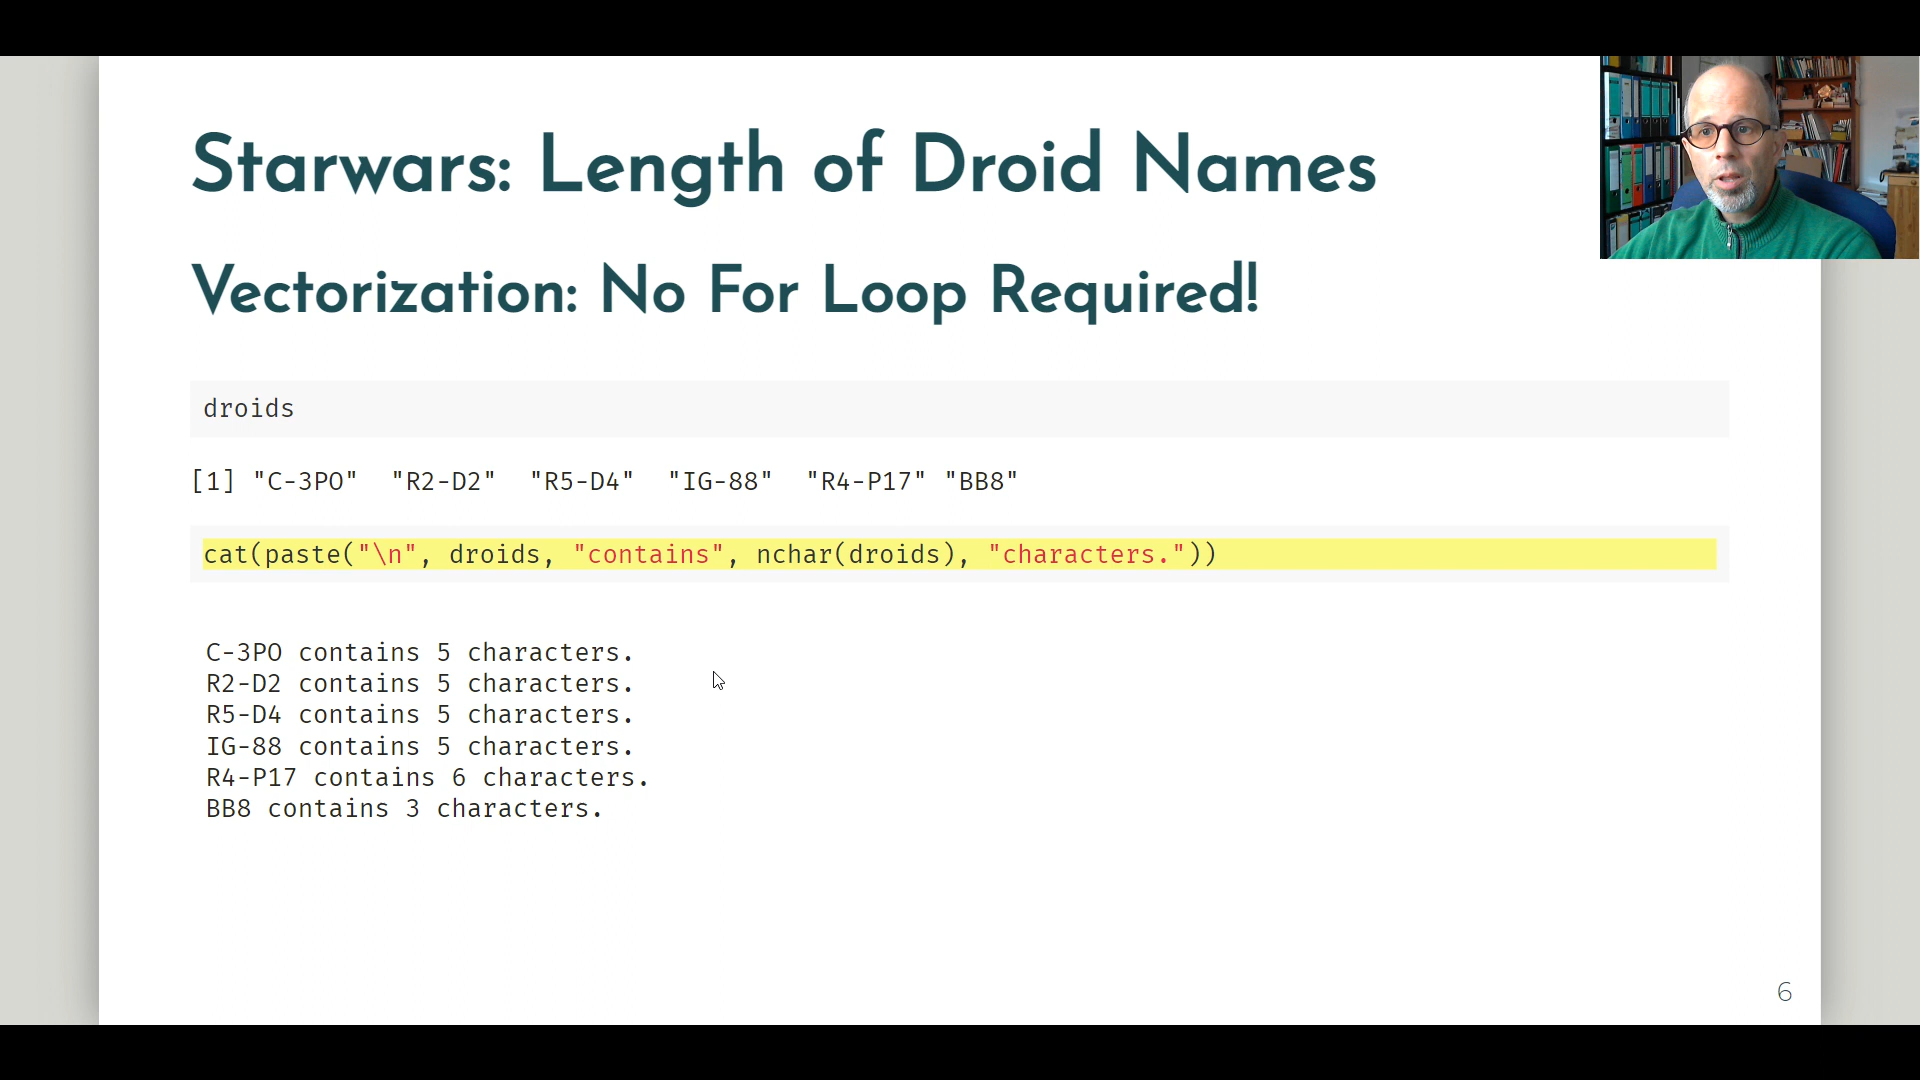 Starwars: Length of Droid Names
Vectorization: No For Loop Required!
droids
[1] "C-3PO"  "R2-D2"  "R5-D4"  "IG-88"  "R4-P17" "BB8"
cat(paste("\n", droids, "contains", nchar(droids), "characters."))
C-3PO contains 5 characters.
R2-D2 contains 5 characters.
R5-D4 contains 5 characters.
IG-88 contains 5 characters.
R4-P17 contains 6 characters.
BB8 contains 3 characters.
6